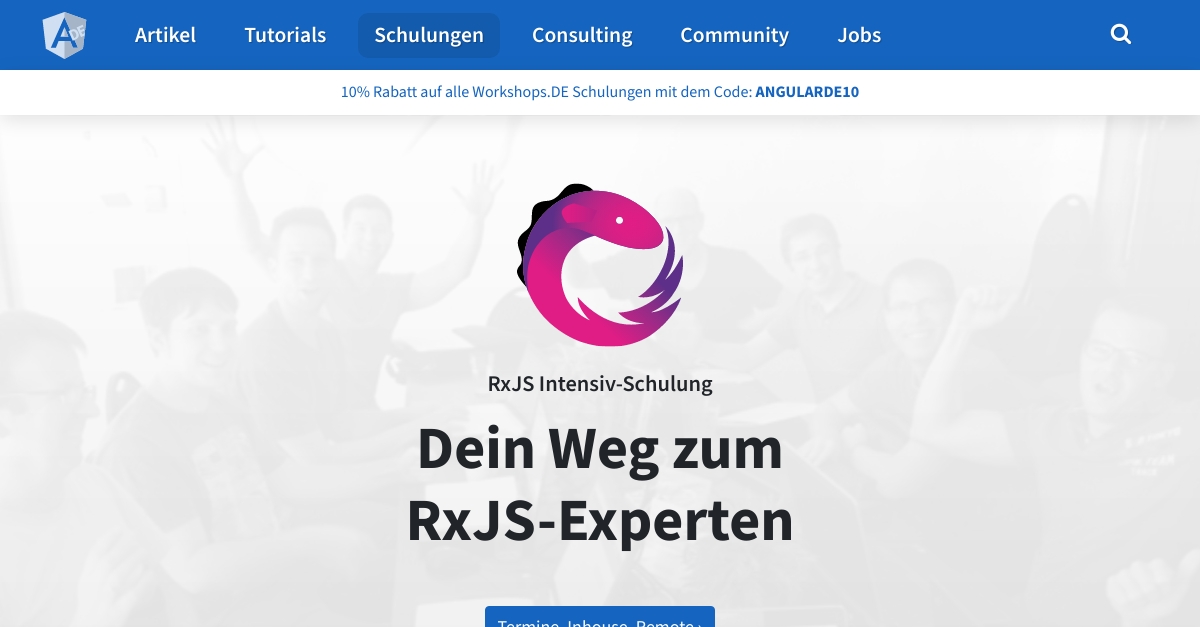 Artikel Tutorials Schulungen Consulting Community Jobs
10% Rabatt auf alle Workshops.DE Schulungen mit dem Code: ANGULARDE10
RxJS Intensiv-Schulung
Dein Weg zum
RxJS-Experten
Termine, Inhouse, Remote ›